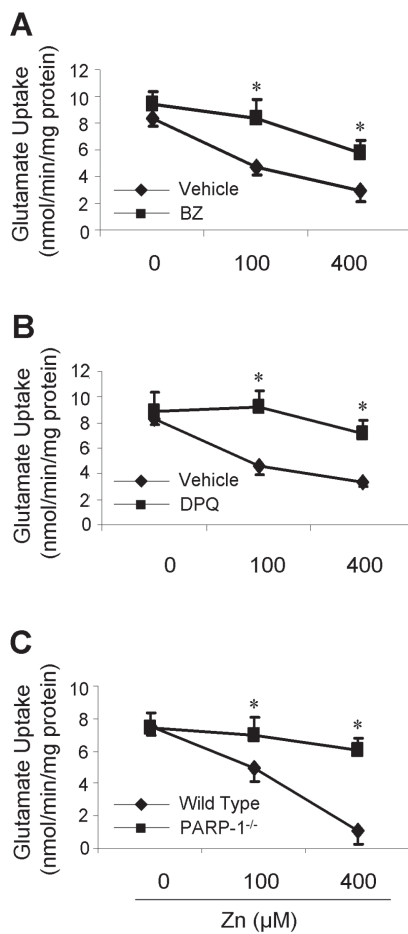 A
Glutamate Uptake
(nmol/min/mg protein)
12
10
8
6
4
2
0
*
*
Vehicle
BZ
0 100 400
B
Glutamate Uptake
(nmol/min/mg protein)
12
10
8
6
4
2
0
*
*
Vehicle
DPQ
0 100 400
C
Glutamate Uptake
(nmol/min/mg protein)
10
8
6
4
2
0
*
*
Wild Type
PARP-1-/-
0 100 400
Zn (µM)